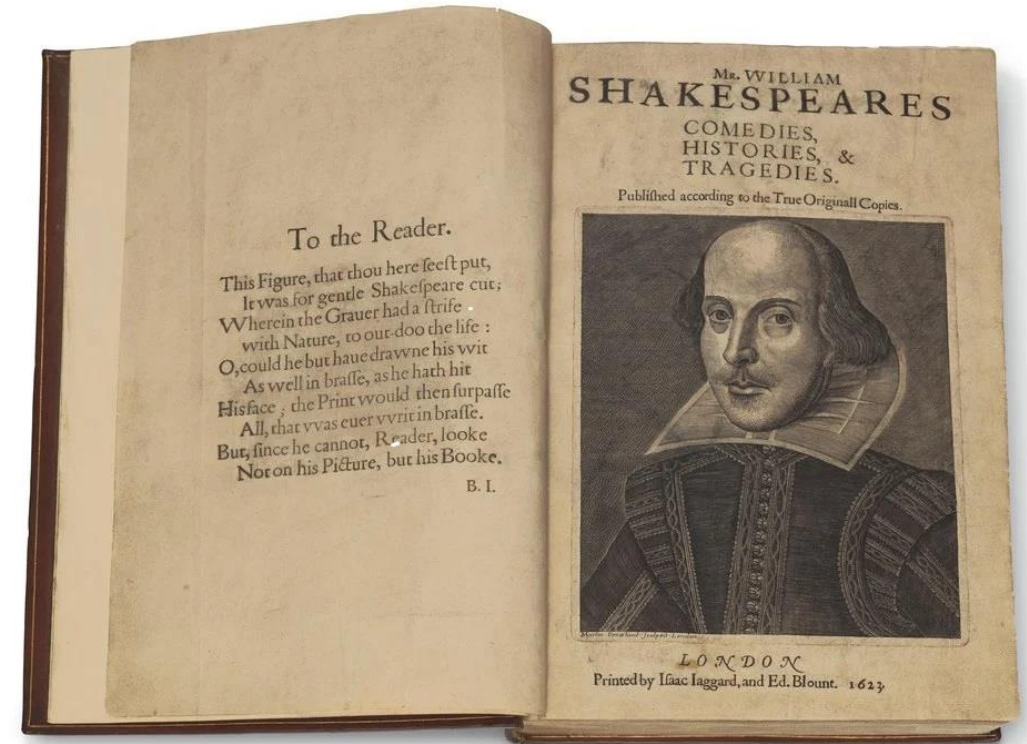 To the Reader.
This Figure, that thou here ſeeſt put,
It was for gentle Shakeſpeare cut;
Wherein the Grauer had a ſtrife
with Nature, to out-doo the life :
O, could he but haue drawne his wit
As well in braſſe, as he hath hit
His face ; the Print would then ſurpaſſe
All, that vvas euer vvrit in braſſe.
But, ſince he cannot, Reader, looke
Not on his Picture, but his Booke.
B. I.
Mr. WILLIAM
SHAKESPEARES
COMEDIES,
HISTORIES, &
TRAGEDIES.
Publiſhed according to the True Originall Copies.
Martin Droeshout ſculpſit London
LONDON
Printed by Iſaac Iaggard, and Ed. Blount. 1623.